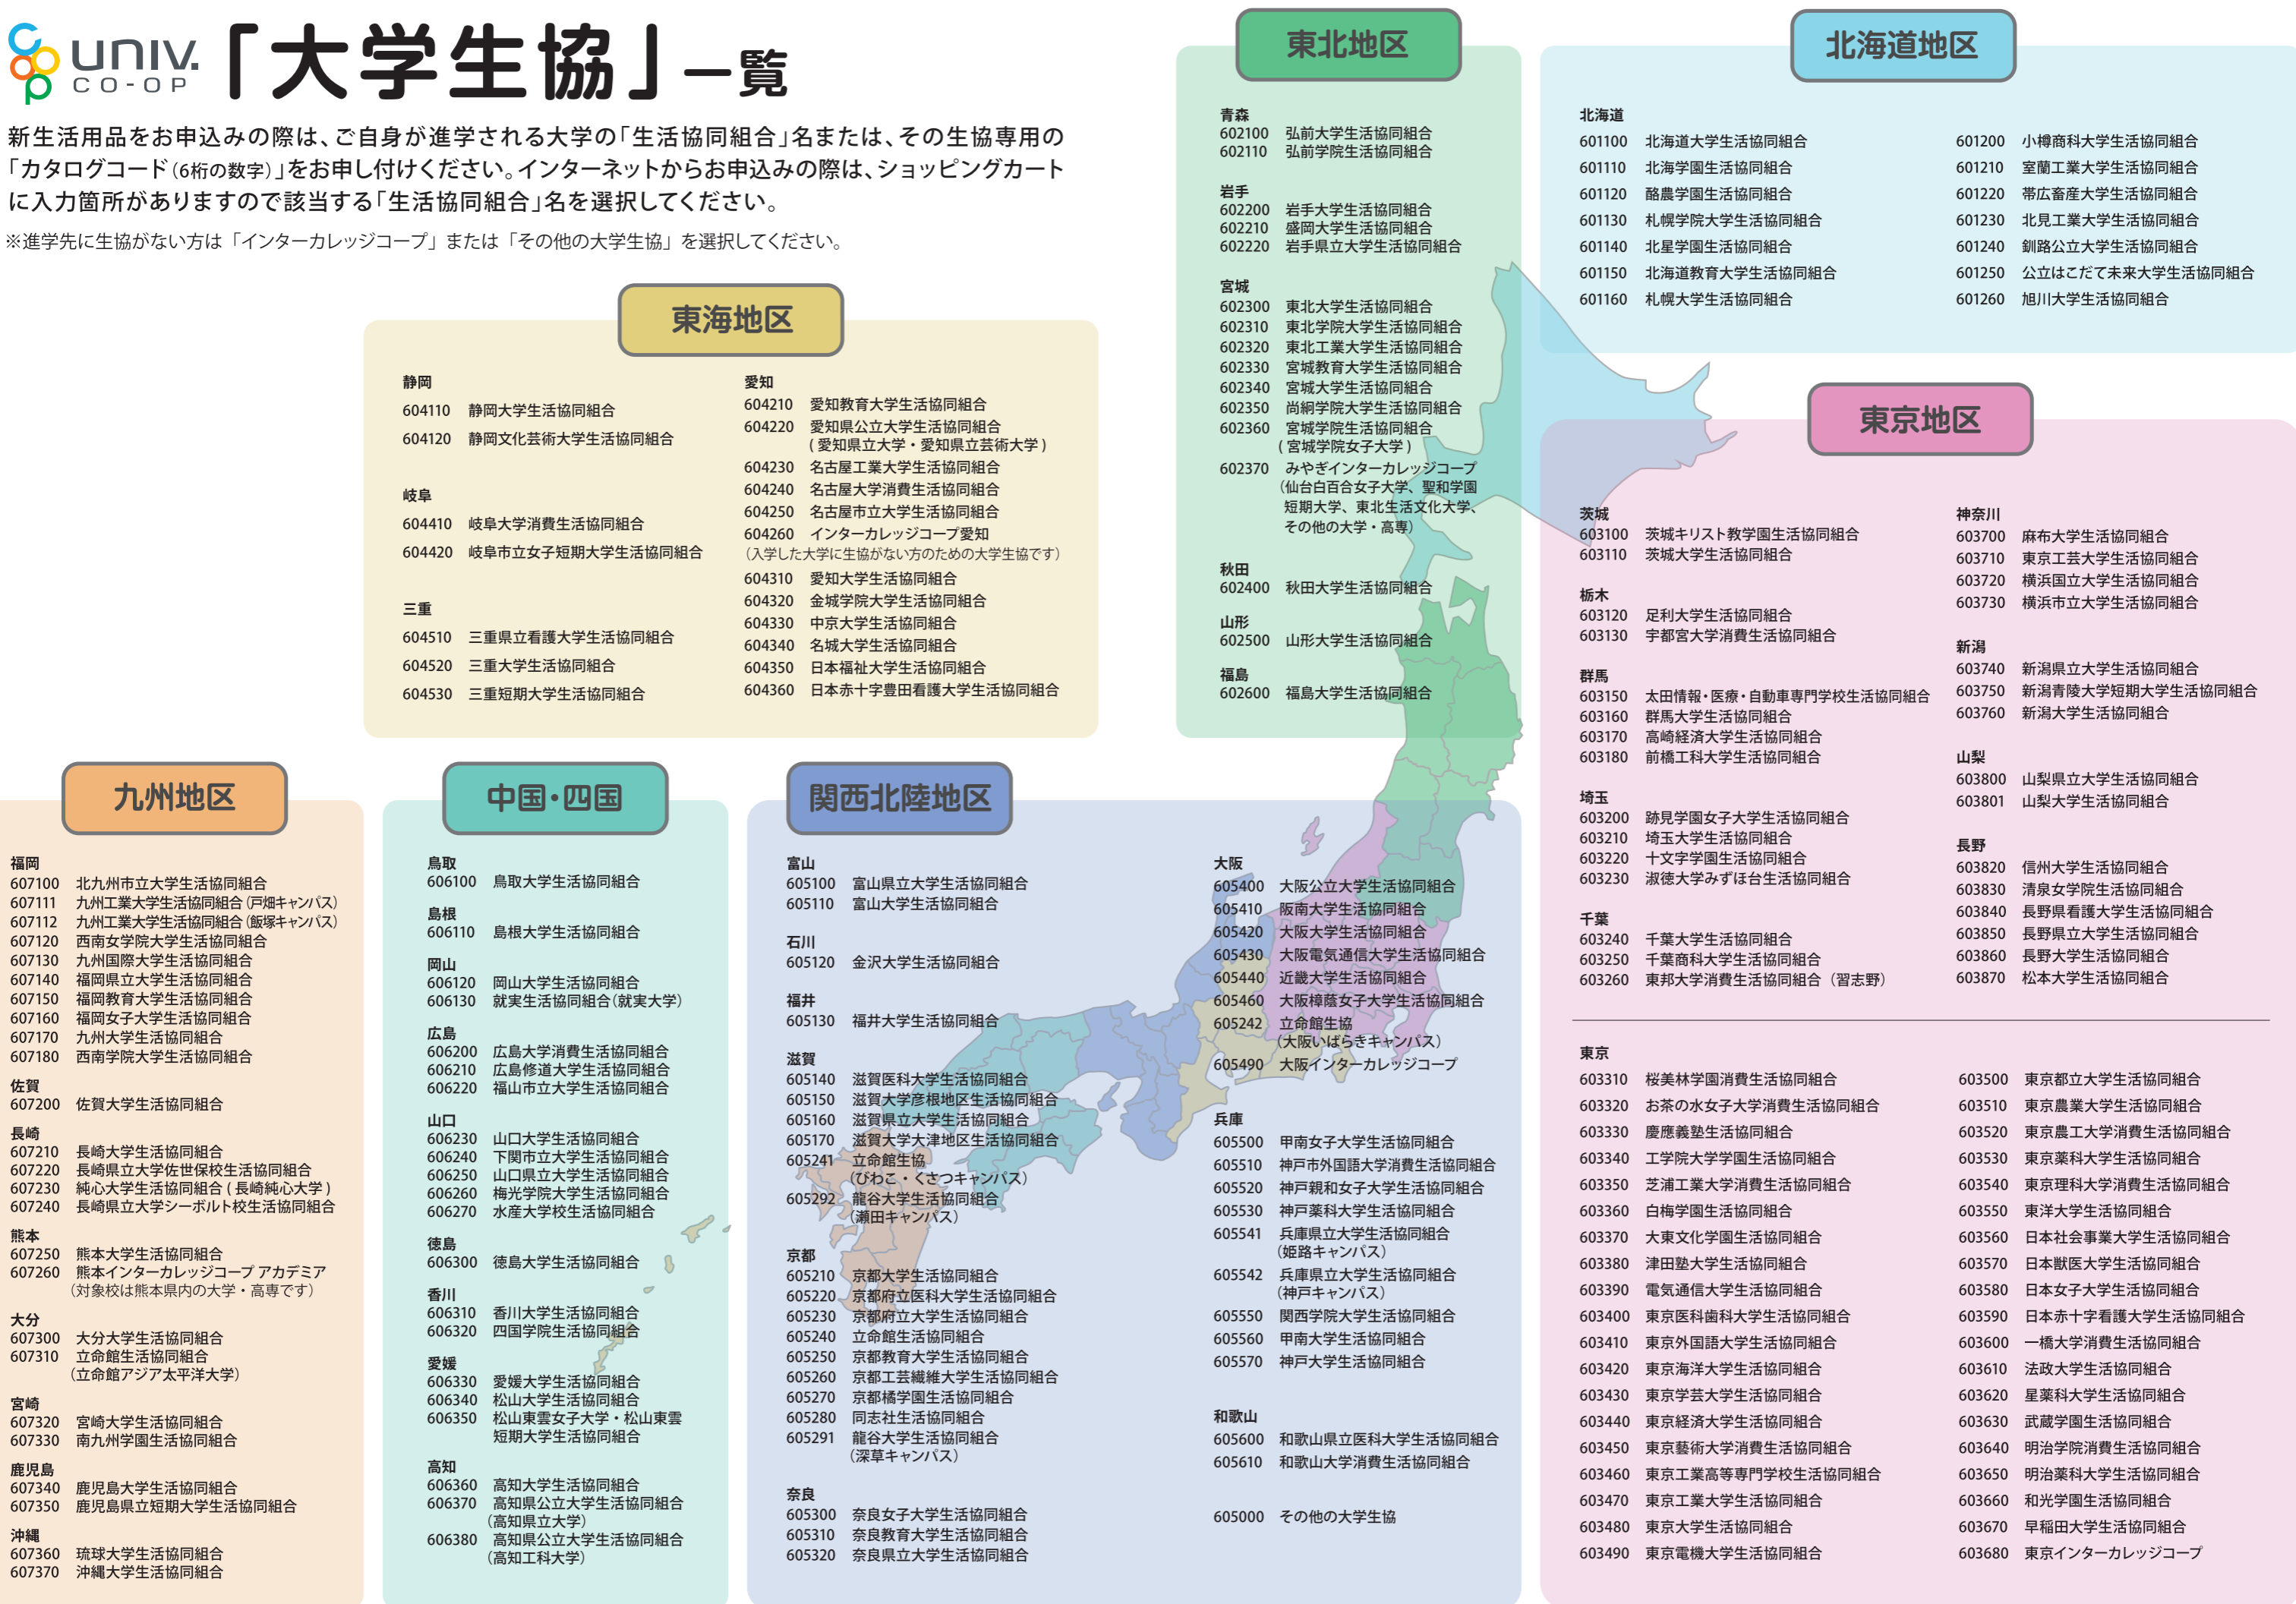 univ.
CO-OP
「大学生協」一覧
新生活用品をお申込みの際は、ご自身が進学される大学の「生活協同組合」名または、その生協専用の
「カタログコード(6桁の数字)」をお申し付けください。インターネットからお申込みの際は、ショッピングカート
に入力箇所がありますので該当する「生活協同組合」名を選択してください。
※進学先に生協がない方は「インターカレッジコープ」または「その他の大学生協」を選択してください。
東北地区
青森
602100 弘前大学生活協同組合
602110 弘前学院生活協同組合
岩手
602200 岩手大学生活協同組合
602210 盛岡大学生活協同組合
602220 岩手県立大学生活協同組合
宮城
602300 東北大学生活協同組合
602310 東北学院大学生活協同組合
602320 東北工業大学生活協同組合
602330 宮城教育大学生活協同組合
602340 宮城大学生活協同組合
602350 尚絅学院大学生活協同組合
602360 宮城学院生活協同組合
(宮城学院女子大学)
602370 みやぎインターカレッジコープ
(仙台白百合女子大学、聖和学園
短期大学、東北生活文化大学、
その他の大学・高専)
秋田
602400 秋田大学生活協同組合
山形
602500 山形大学生活協同組合
福島
602600 福島大学生活協同組合
北海道地区
北海道
601100 北海道大学生活協同組合
601110 北海学園生活協同組合
601120 酪農学園生活協同組合
601130 札幌学院大学生活協同組合
601140 北星学園生活協同組合
601150 北海道教育大学生活協同組合
601160 札幌大学生活協同組合
601200 小樽商科大学生活協同組合
601210 室蘭工業大学生活協同組合
601220 帯広畜産大学生活協同組合
601230 北見工業大学生活協同組合
601240 釧路公立大学生活協同組合
601250 公立はこだて未来大学生活協同組合
601260 旭川大学生活協同組合
東海地区
静岡
604110 静岡大学生活協同組合
604120 静岡文化芸術大学生活協同組合
岐阜
604410 岐阜大学消費生活協同組合
604420 岐阜市立女子短期大学生活協同組合
三重
604510 三重県立看護大学生活協同組合
604520 三重大学生活協同組合
604530 三重短期大学生活協同組合
愛知
604210 愛知教育大学生活協同組合
604220 愛知県公立大学生活協同組合
(愛知県立大学・愛知県立芸術大学)
604230 名古屋工業大学生活協同組合
604240 名古屋大学消費生活協同組合
604250 名古屋市立大学生活協同組合
604260 インターカレッジコープ愛知
(入学した大学に生協がない方のための大学生協です)
604310 愛知大学生活協同組合
604320 金城学院大学生活協同組合
604330 中京大学生活協同組合
604340 名城大学生活協同組合
604350 日本福祉大学生活協同組合
604360 日本赤十字豊田看護大学生活協同組合
東京地区
茨城
603100 茨城キリスト教学園生活協同組合
603110 茨城大学生活協同組合
栃木
603120 足利大学生活協同組合
603130 宇都宮大学消費生活協同組合
群馬
603150 太田情報・医療・自動車専門学校生活協同組合
603160 群馬大学生活協同組合
603170 高崎経済大学生活協同組合
603180 前橋工科大学生活協同組合
埼玉
603200 跡見学園女子大学生活協同組合
603210 埼玉大学生活協同組合
603220 十文字学園生活協同組合
603230 淑徳大学みずほ台生活協同組合
千葉
603240 千葉大学生活協同組合
603250 千葉商科大学生活協同組合
603260 東邦大学消費生活協同組合(習志野)
神奈川
603700 麻布大学生活協同組合
603710 東京工芸大学生活協同組合
603720 横浜国立大学生活協同組合
603730 横浜市立大学生活協同組合
新潟
603740 新潟県立大学生活協同組合
603750 新潟青陵大学短期大学生活協同組合
603760 新潟大学生活協同組合
山梨
603800 山梨県立大学生活協同組合
603801 山梨大学生活協同組合
長野
603820 信州大学生活協同組合
603830 清泉女学院生活協同組合
603840 長野県看護大学生活協同組合
603850 長野県立大学生活協同組合
603860 長野大学生活協同組合
603870 松本大学生活協同組合
東京
603310 桜美林学園消費生活協同組合
603320 お茶の水女子大学消費生活協同組合
603330 慶應義塾生活協同組合
603340 工学院大学学園生活協同組合
603350 芝浦工業大学消費生活協同組合
603360 白梅学園生活協同組合
603370 大東文化学園生活協同組合
603380 津田塾大学生活協同組合
603390 電気通信大学生活協同組合
603400 東京医科歯科大学生活協同組合
603410 東京外国語大学生活協同組合
603420 東京海洋大学生活協同組合
603430 東京学芸大学生活協同組合
603440 東京経済大学生活協同組合
603450 東京藝術大学消費生活協同組合
603460 東京工業高等専門学校生活協同組合
603470 東京工業大学生活協同組合
603480 東京大学生活協同組合
603490 東京電機大学生活協同組合
603500 東京都立大学生活協同組合
603510 東京農業大学生活協同組合
603520 東京農工大学消費生活協同組合
603530 東京薬科大学生活協同組合
603540 東京理科大学消費生活協同組合
603550 東洋大学生活協同組合
603560 日本社会事業大学生活協同組合
603570 日本獣医大学生活協同組合
603580 日本女子大学生活協同組合
603590 日本赤十字看護大学生活協同組合
603600 一橋大学消費生活協同組合
603610 法政大学生活協同組合
603620 星薬科大学生活協同組合
603630 武蔵学園生活協同組合
603640 明治学院消費生活協同組合
603650 明治薬科大学生活協同組合
603660 和光学園生活協同組合
603670 早稲田大学生活協同組合
603680 東京インターカレッジコープ
九州地区
福岡
607100 北九州市立大学生活協同組合
607111 九州工業大学生活協同組合(戸畑キャンパス)
607112 九州工業大学生活協同組合(飯塚キャンパス)
607120 西南女学院大学生活協同組合
607130 九州国際大学生活協同組合
607140 福岡県立大学生活協同組合
607150 福岡教育大学生活協同組合
607160 福岡女子大学生活協同組合
607170 九州大学生活協同組合
607180 西南学院大学生活協同組合
佐賀
607200 佐賀大学生活協同組合
長崎
607210 長崎大学生活協同組合
607220 長崎県立大学佐世保校生活協同組合
607230 純心大学生活協同組合(長崎純心大学)
607240 長崎県立大学シーボルト校生活協同組合
熊本
607250 熊本大学生活協同組合
607260 熊本インターカレッジコープ アカデミア
(対象校は熊本県内の大学・高専です)
大分
607300 大分大学生活協同組合
607310 立命館生活協同組合
(立命館アジア太平洋大学)
宮崎
607320 宮崎大学生活協同組合
607330 南九州学園生活協同組合
鹿児島
607340 鹿児島大学生活協同組合
607350 鹿児島県立短期大学生活協同組合
沖縄
607360 琉球大学生活協同組合
607370 沖縄大学生活協同組合
中国・四国
鳥取
606100 鳥取大学生活協同組合
島根
606110 島根大学生活協同組合
岡山
606120 岡山大学生活協同組合
606130 就実生活協同組合(就実大学)
広島
606200 広島大学消費生活協同組合
606210 広島修道大学生活協同組合
606220 福山市立大学生活協同組合
山口
606230 山口大学生活協同組合
606240 下関市立大学生活協同組合
606250 山口県立大学生活協同組合
606260 梅光学院大学生活協同組合
606270 水産大学校生活協同組合
徳島
606300 徳島大学生活協同組合
香川
606310 香川大学生活協同組合
606320 四国学院生活協同組合
愛媛
606330 愛媛大学生活協同組合
606340 松山大学生活協同組合
606350 松山東雲女子大学・松山東雲
短期大学生活協同組合
高知
606360 高知大学生活協同組合
606370 高知県公立大学生活協同組合
(高知県立大学)
606380 高知県公立大学生活協同組合
(高知工科大学)
関西北陸地区
富山
605100 富山県立大学生活協同組合
605110 富山大学生活協同組合
石川
605120 金沢大学生活協同組合
福井
605130 福井大学生活協同組合
滋賀
605140 滋賀医科大学生活協同組合
605150 滋賀大学彦根地区生活協同組合
605160 滋賀県立大学生活協同組合
605170 滋賀大学大津地区生活協同組合
605241 立命館生協
(びわこ・くさつキャンパス)
605292 龍谷大学生活協同組合
(瀬田キャンパス)
京都
605210 京都大学生活協同組合
605220 京都府立医科大学生活協同組合
605230 京都府立大学生活協同組合
605240 立命館生活協同組合
605250 京都教育大学生活協同組合
605260 京都工芸繊維大学生活協同組合
605270 京都橘学園生活協同組合
605280 同志社生活協同組合
605291 龍谷大学生活協同組合
(深草キャンパス)
奈良
605300 奈良女子大学生活協同組合
605310 奈良教育大学生活協同組合
605320 奈良県立大学生活協同組合
大阪
605400 大阪公立大学生活協同組合
605410 阪南大学生活協同組合
605420 大阪大学生活協同組合
605430 大阪電気通信大学生活協同組合
605440 近畿大学生活協同組合
605460 大阪樟蔭女子大学生活協同組合
605242 立命館生協
(大阪いばらきキャンパス)
605490 大阪インターカレッジコープ
兵庫
605500 甲南女子大学生活協同組合
605510 神戸市外国語大学消費生活協同組合
605520 神戸親和女子大学生活協同組合
605530 神戸薬科大学生活協同組合
605541 兵庫県立大学生活協同組合
(姫路キャンパス)
605542 兵庫県立大学生活協同組合
(神戸キャンパス)
605550 関西学院大学生活協同組合
605560 甲南大学生活協同組合
605570 神戸大学生活協同組合
和歌山
605600 和歌山県立医科大学生活協同組合
605610 和歌山大学消費生活協同組合
605000 その他の大学生協